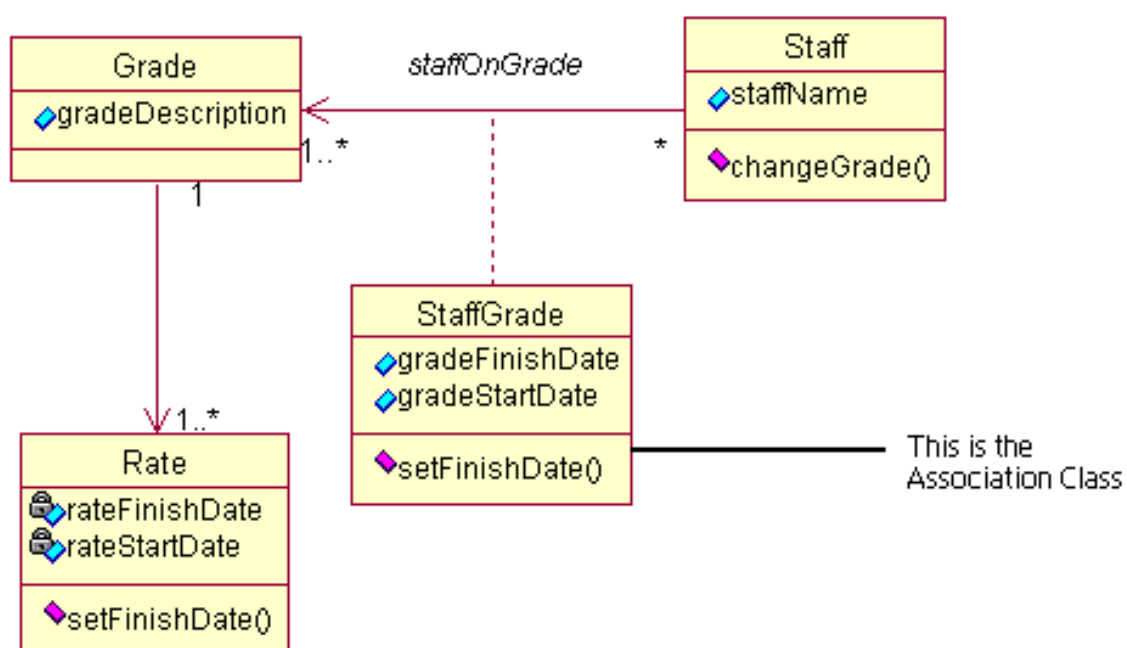 Grade
gradeDescription
staffOnGrade
Staff
staffName
changeGrade()
1..*
*
1
StaffGrade
gradeFinishDate
gradeStartDate
setFinishDate()
This is the
Association Class
1..*
Rate
rateFinishDate
rateStartDate
setFinishDate()